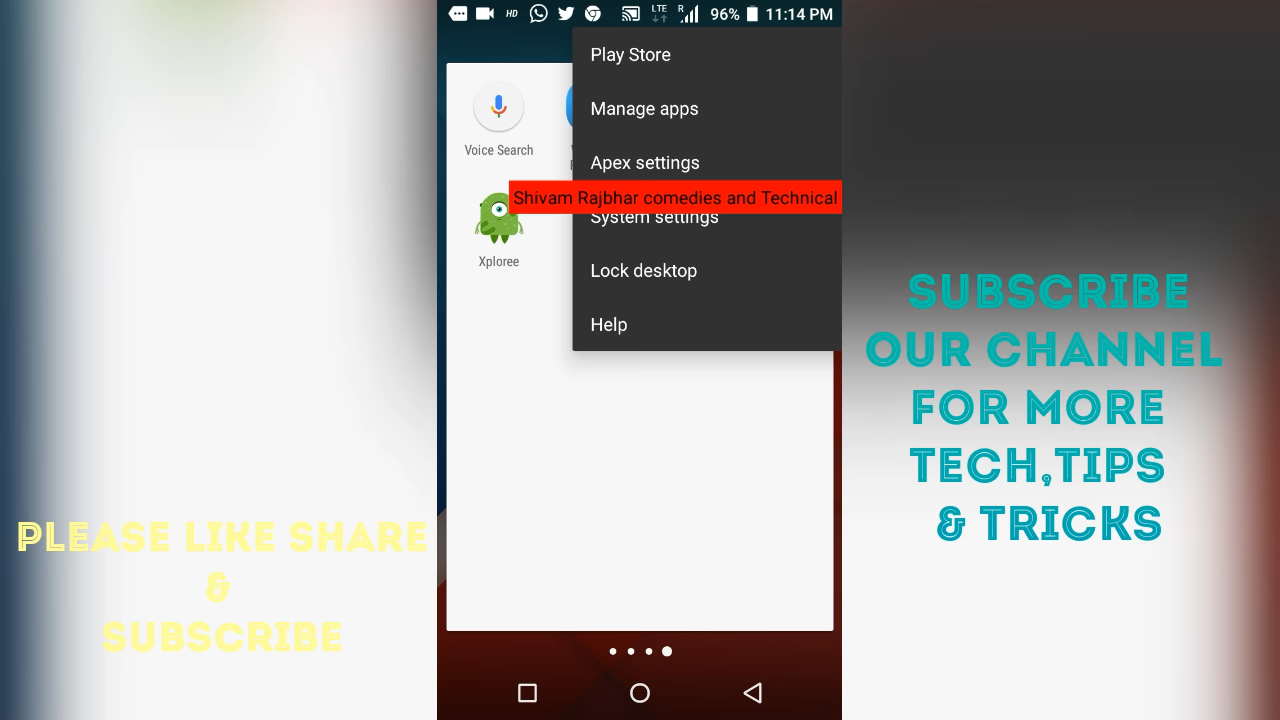 HD
LTE
R
96%
11:14 PM
Play Store
Manage apps
Apex settings
Shivam Rajbhar comedies and Technical
System settings
Lock desktop
Help
Voice Search
Xploree
PLEASE LIKE SHARE
&
SUBSCRIBE
SUBSCRIBE
OUR CHANNEL
FOR MORE
TECH,TIPS
& TRICKS